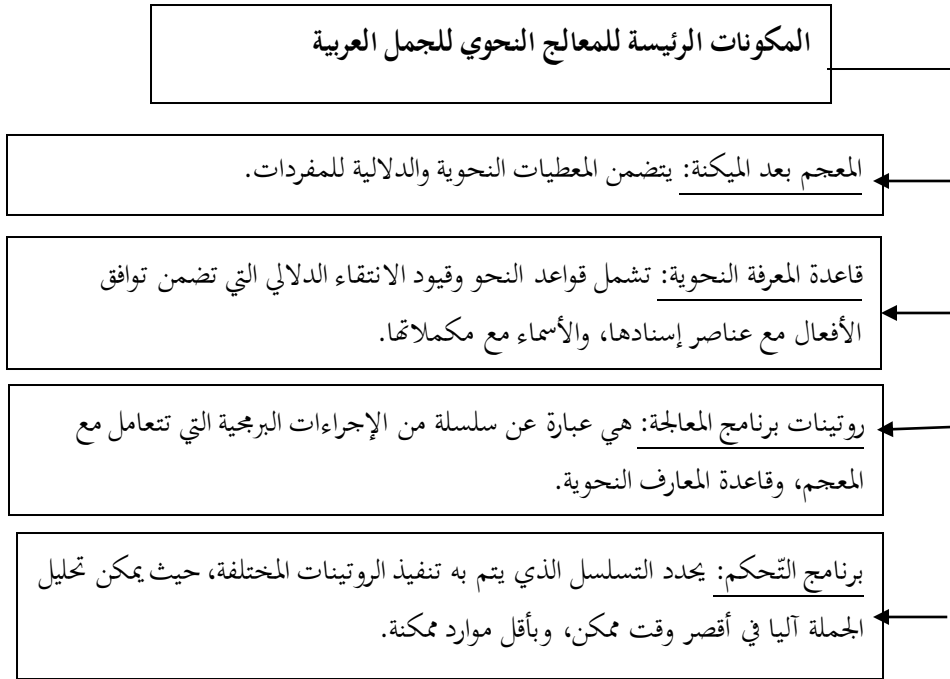 المكونات الرئيسة للمعالج النحوي للجمل العربية
المعجم بعد الميكنة: يتضمن المعطيات النحوية والدلالية للمفردات.
قاعدة المعرفة النحوية: تشمل قواعد النحو وقيود الانتقاء الدلالي التي تضمن توافق
الأفعال مع عناصر إسنادها، والأسماء مع مكملاتها.
روتينات برنامج المعالجة: هي عبارة عن سلسلة من الإجراءات البرمجية التي تتعامل مع
المعجم، وقاعدة المعارف النحوية.
برنامج التّحكم: يحدد التسلسل الذي يتم به تنفيذ الروتينات المختلفة، حيث يمكن تحليل
الجملة آليا في أقصر وقت ممكن، وبأقل موارد ممكنة.